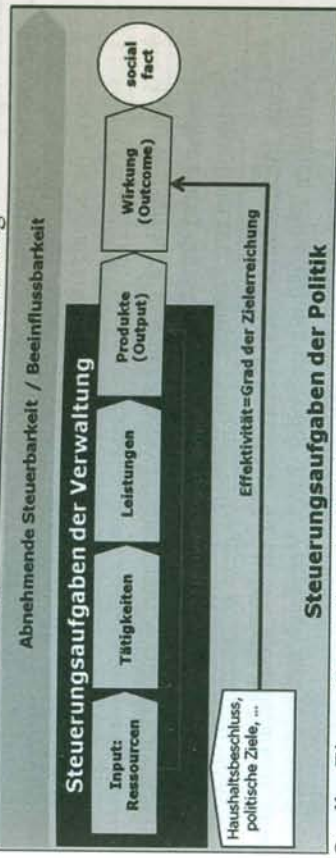 Abnehmende Steuerbarkeit / Beeinflussbarkeit
Steuerungsaufgaben der Verwaltung
Input:
Ressourcen
Tätigkeiten
Leistungen
Produkte
(Output)
Wirkung
(Outcome)
social
fact
Haushaltsbeschluss,
politische Ziele, ...
Effektivität=Grad der Zielerreichung
Steuerungsaufgaben der Politik